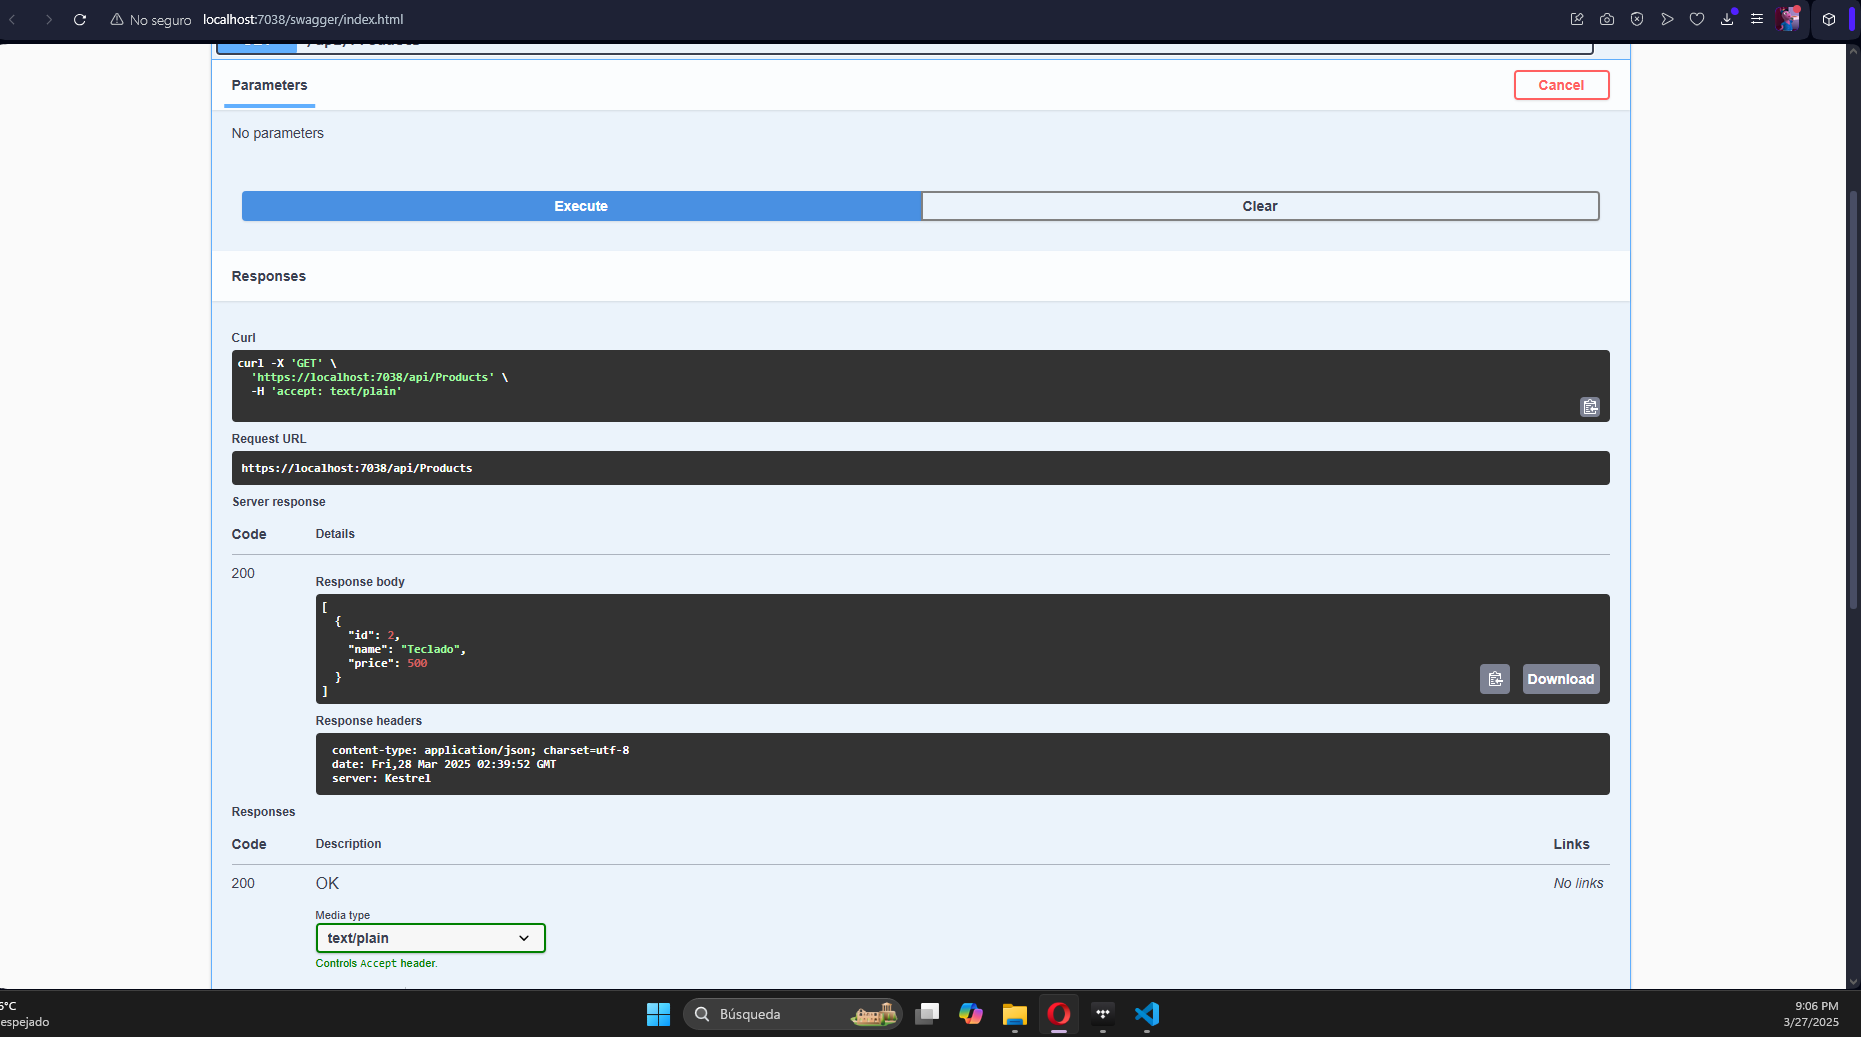 No seguro
localhost:7038/swagger/index.html
Parameters
Cancel
No parameters
Execute
Clear
Responses
Curl
curl -X 'GET' \
'https://localhost:7038/api/Products' \
-H 'accept: text/plain'
Request URL
https://localhost:7038/api/Products
Server response
Code
Details
200
Response body
[
{
"id": 2,
"name": "Teclado",
"price": 500
}
]
Download
Response headers
content-type: application/json; charset=utf-8
date: Fri,28 Mar 2025 02:39:52 GMT
server: Kestrel
Responses
Code
Description
Links
200
OK
No links
Media type
text/plain
Controls Accept header.
Búsqueda
9:06 PM
3/27/2025